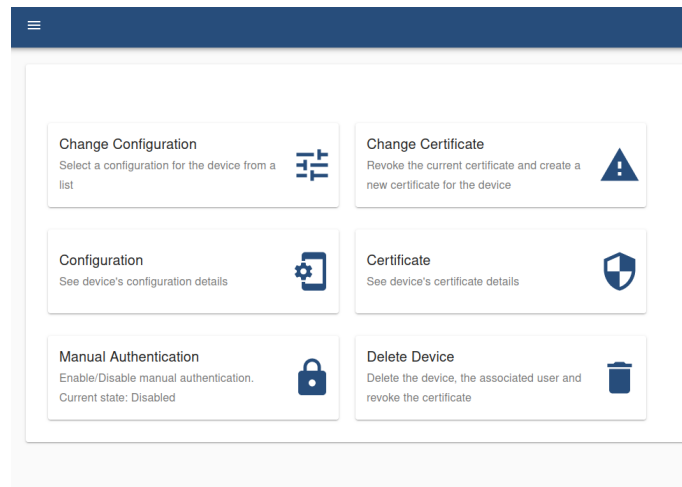 Change Configuration
Select a configuration for the device from a
list
Change Certificate
Revoke the current certificate and create a
new certificate for the device
Configuration
See device's configuration details
Certificate
See device's certificate details
Manual Authentication
Enable/Disable manual authentication.
Current state: Disabled
Delete Device
Delete the device, the associated user and
revoke the certificate